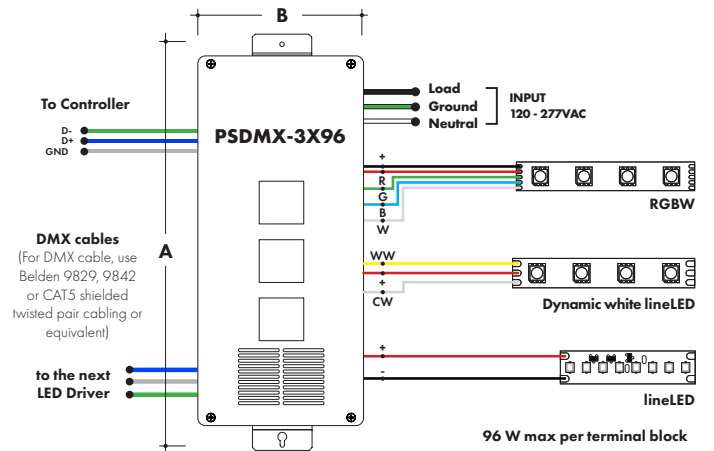 B
To Controller
D-
D+
GND
PSDMX-3X96
Load
Ground
Neutral
INPUT
120 - 277VAC
+
R
G
B
W
RGBW
DMX cables
(For DMX cable, use
Belden 9829, 9842
or CAT5 shielded
twisted pair cabling or
equivalent)
A
WW
+
CW
Dynamic white lineLED
to the next
LED Driver
+
-
lineLED
96 W max per terminal block